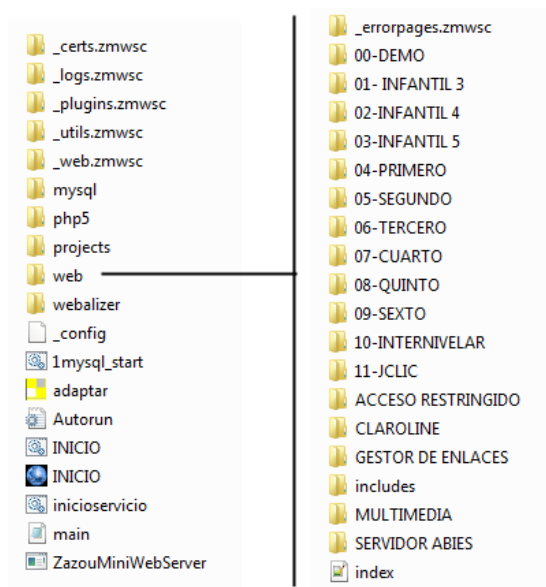 _certs.zmwsc
_logs.zmwsc
_plugins.zmwsc
_utils.zmwsc
_web.zmwsc
mysql
php5
projects
web
webalizer
_config
1mysql_start
adaptar
Autorun
INICIO
INICIO
inicioservicio
main
ZazouMiniWebServer
_errorpages.zmwsc
00-DEMO
01- INFANTIL 3
02-INFANTIL 4
03-INFANTIL 5
04-PRIMERO
05-SEGUNDO
06-TERCERO
07-CUARTO
08-QUINTO
09-SEXTO
10-INTERNIVELAR
11-JCLIC
ACCESO RESTRINGIDO
CLAROLINE
GESTOR DE ENLACES
includes
MULTIMEDIA
SERVIDOR ABIES
index